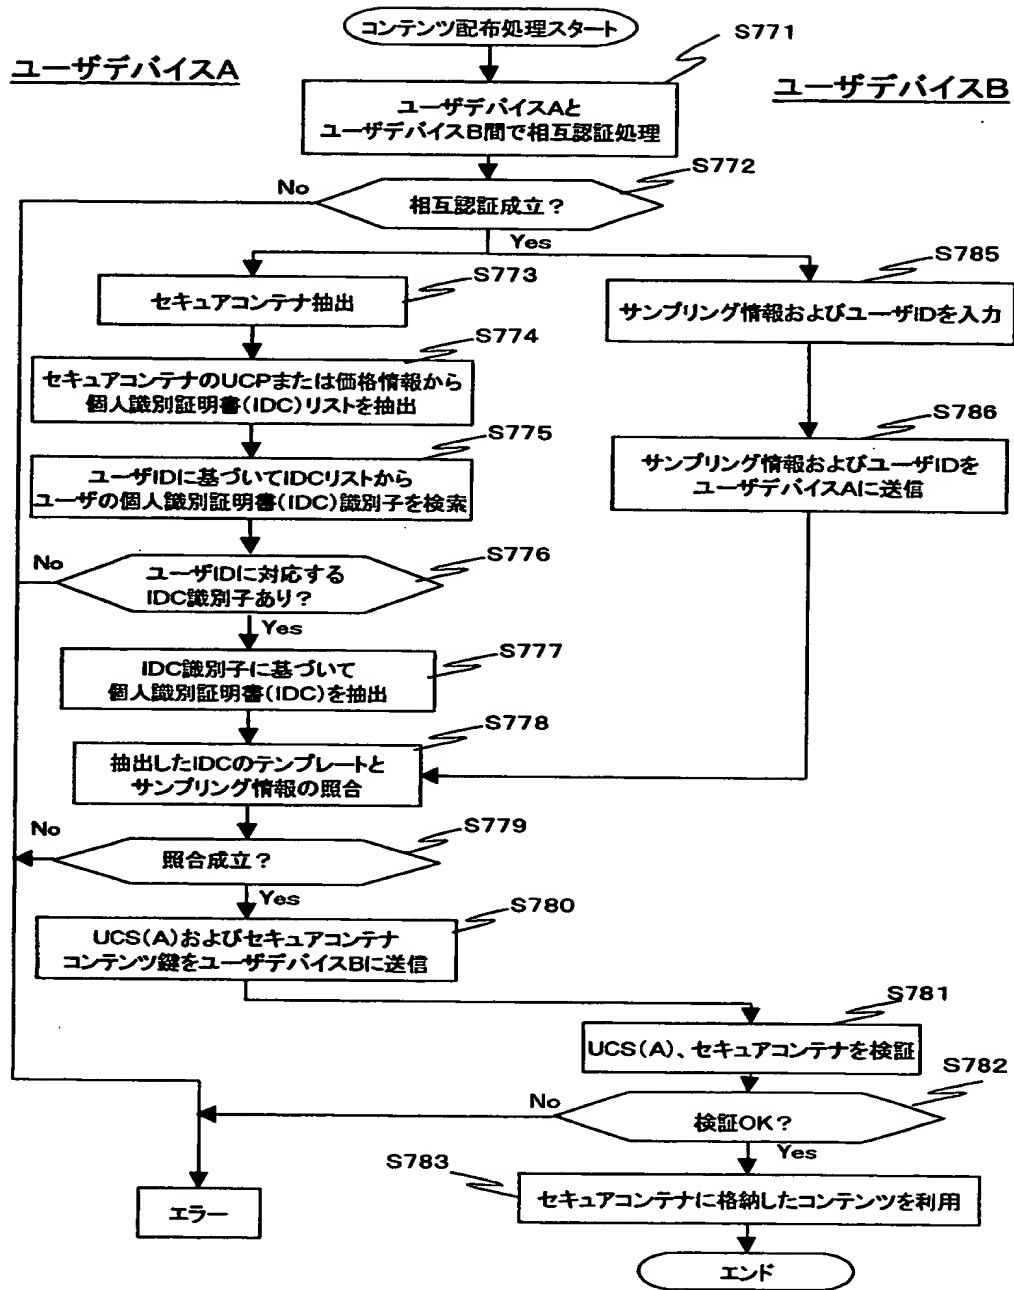 コンテンツ配布処理スタート
S771
ユーザデバイスA
ユーザデバイスB
ユーザデバイスAと
ユーザデバイスB間で相互認証処理
S772
No
相互認証成立?
Yes
S773
セキュアコンテナ抽出
S785
サンプリング情報およびユーザIDを入力
S774
セキュアコンテナのUCPまたは価格情報から
個人識別証明書(IDC)リストを抽出
S786
サンプリング情報およびユーザIDを
ユーザデバイスAに送信
S775
ユーザIDに基づいてIDCリストから
ユーザの個人識別証明書(IDC)識別子を検索
S776
No
ユーザIDに対応する
IDC識別子あり?
Yes
S777
IDC識別子に基づいて
個人識別証明書(IDC)を抽出
S778
抽出したIDCのテンプレートと
サンプリング情報の照合
S779
No
照合成立?
Yes
S780
UCS(A)およびセキュアコンテナ
コンテンツ鍵をユーザデバイスBに送信
S781
UCS(A)、セキュアコンテナを検証
S782
No
検証OK?
Yes
S783
セキュアコンテナに格納したコンテンツを利用
エラー
エンド